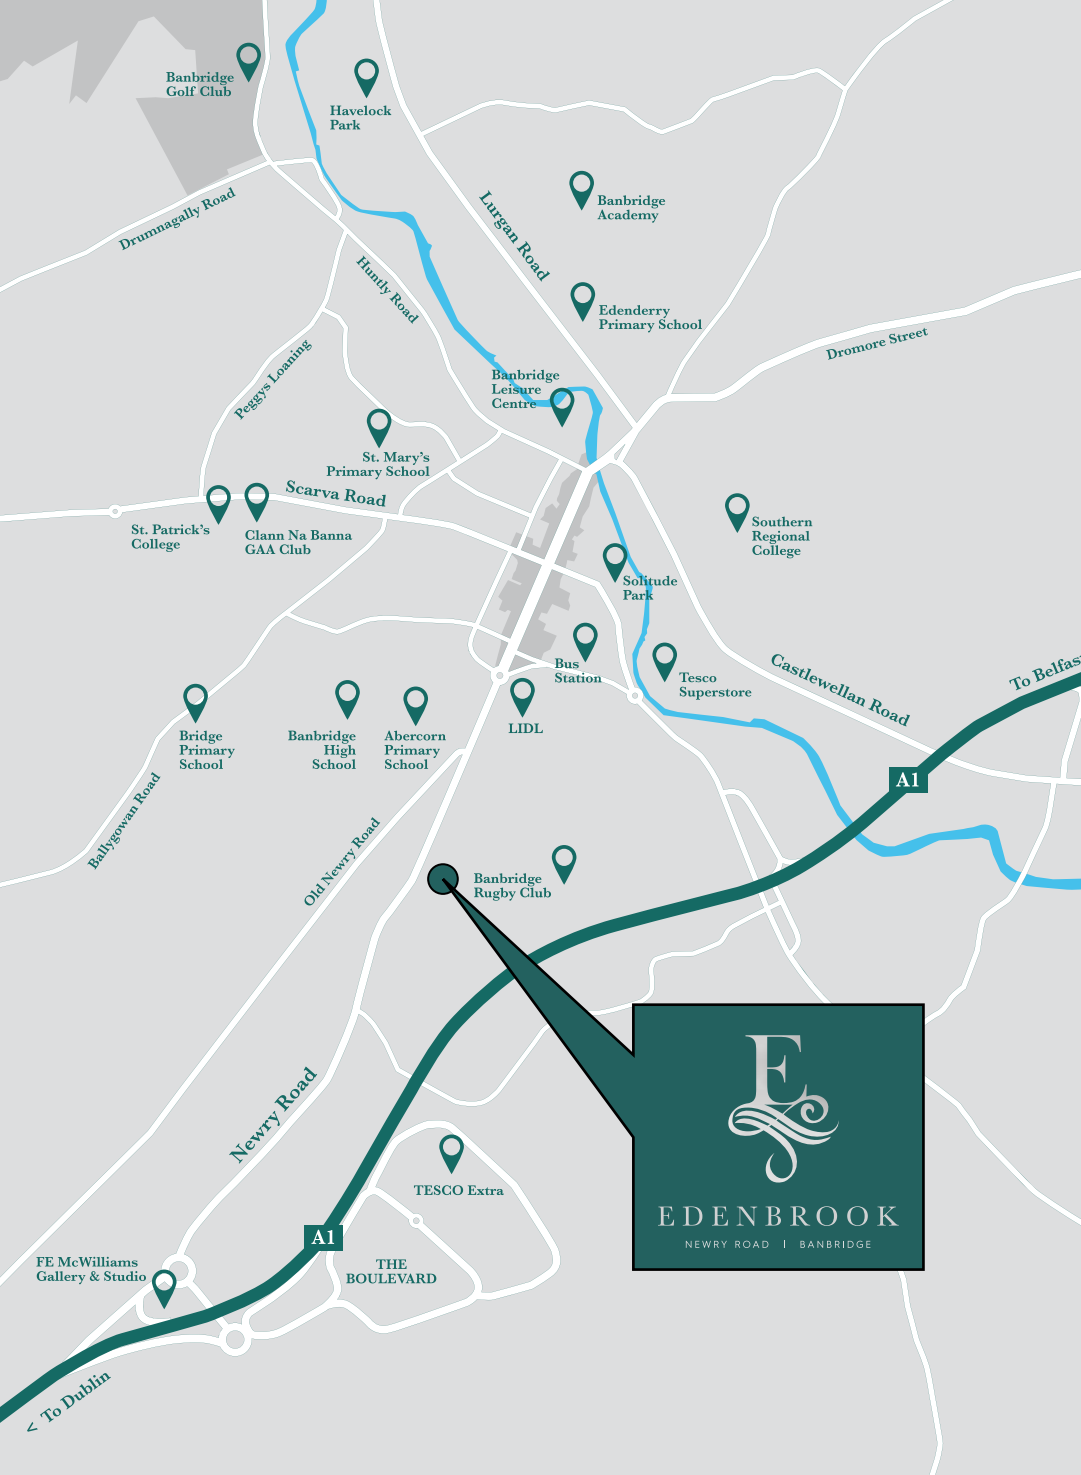 Banbridge
Golf Club
Havelock
Park
Drumnagally Road
Lurgan Road
Banbridge
Academy
Huntly Road
Edenderry
Primary School
Dromore Street
Peggys Loaning
Banbridge
Leisure
Centre
St. Mary's
Primary School
Scarva Road
St. Patrick's
College
Clann Na Banna
GAA Club
Southern
Regional
College
Solitude
Park
Bus
Station
Tesco
Superstore
Castlewellan Road
To Belfas
LIDL
Bridge
Primary
School
Banbridge
High
School
Abercorn
Primary
School
A1
Ballygowan Road
Old Newry Road
Banbridge
Rugby Club
Newry Road
E
EDENBROOK
NEWRY ROAD | BANBRIDGE
TESCO Extra
A1
THE
BOULEVARD
FE McWilliams
Gallery & Studio
< To Dublin